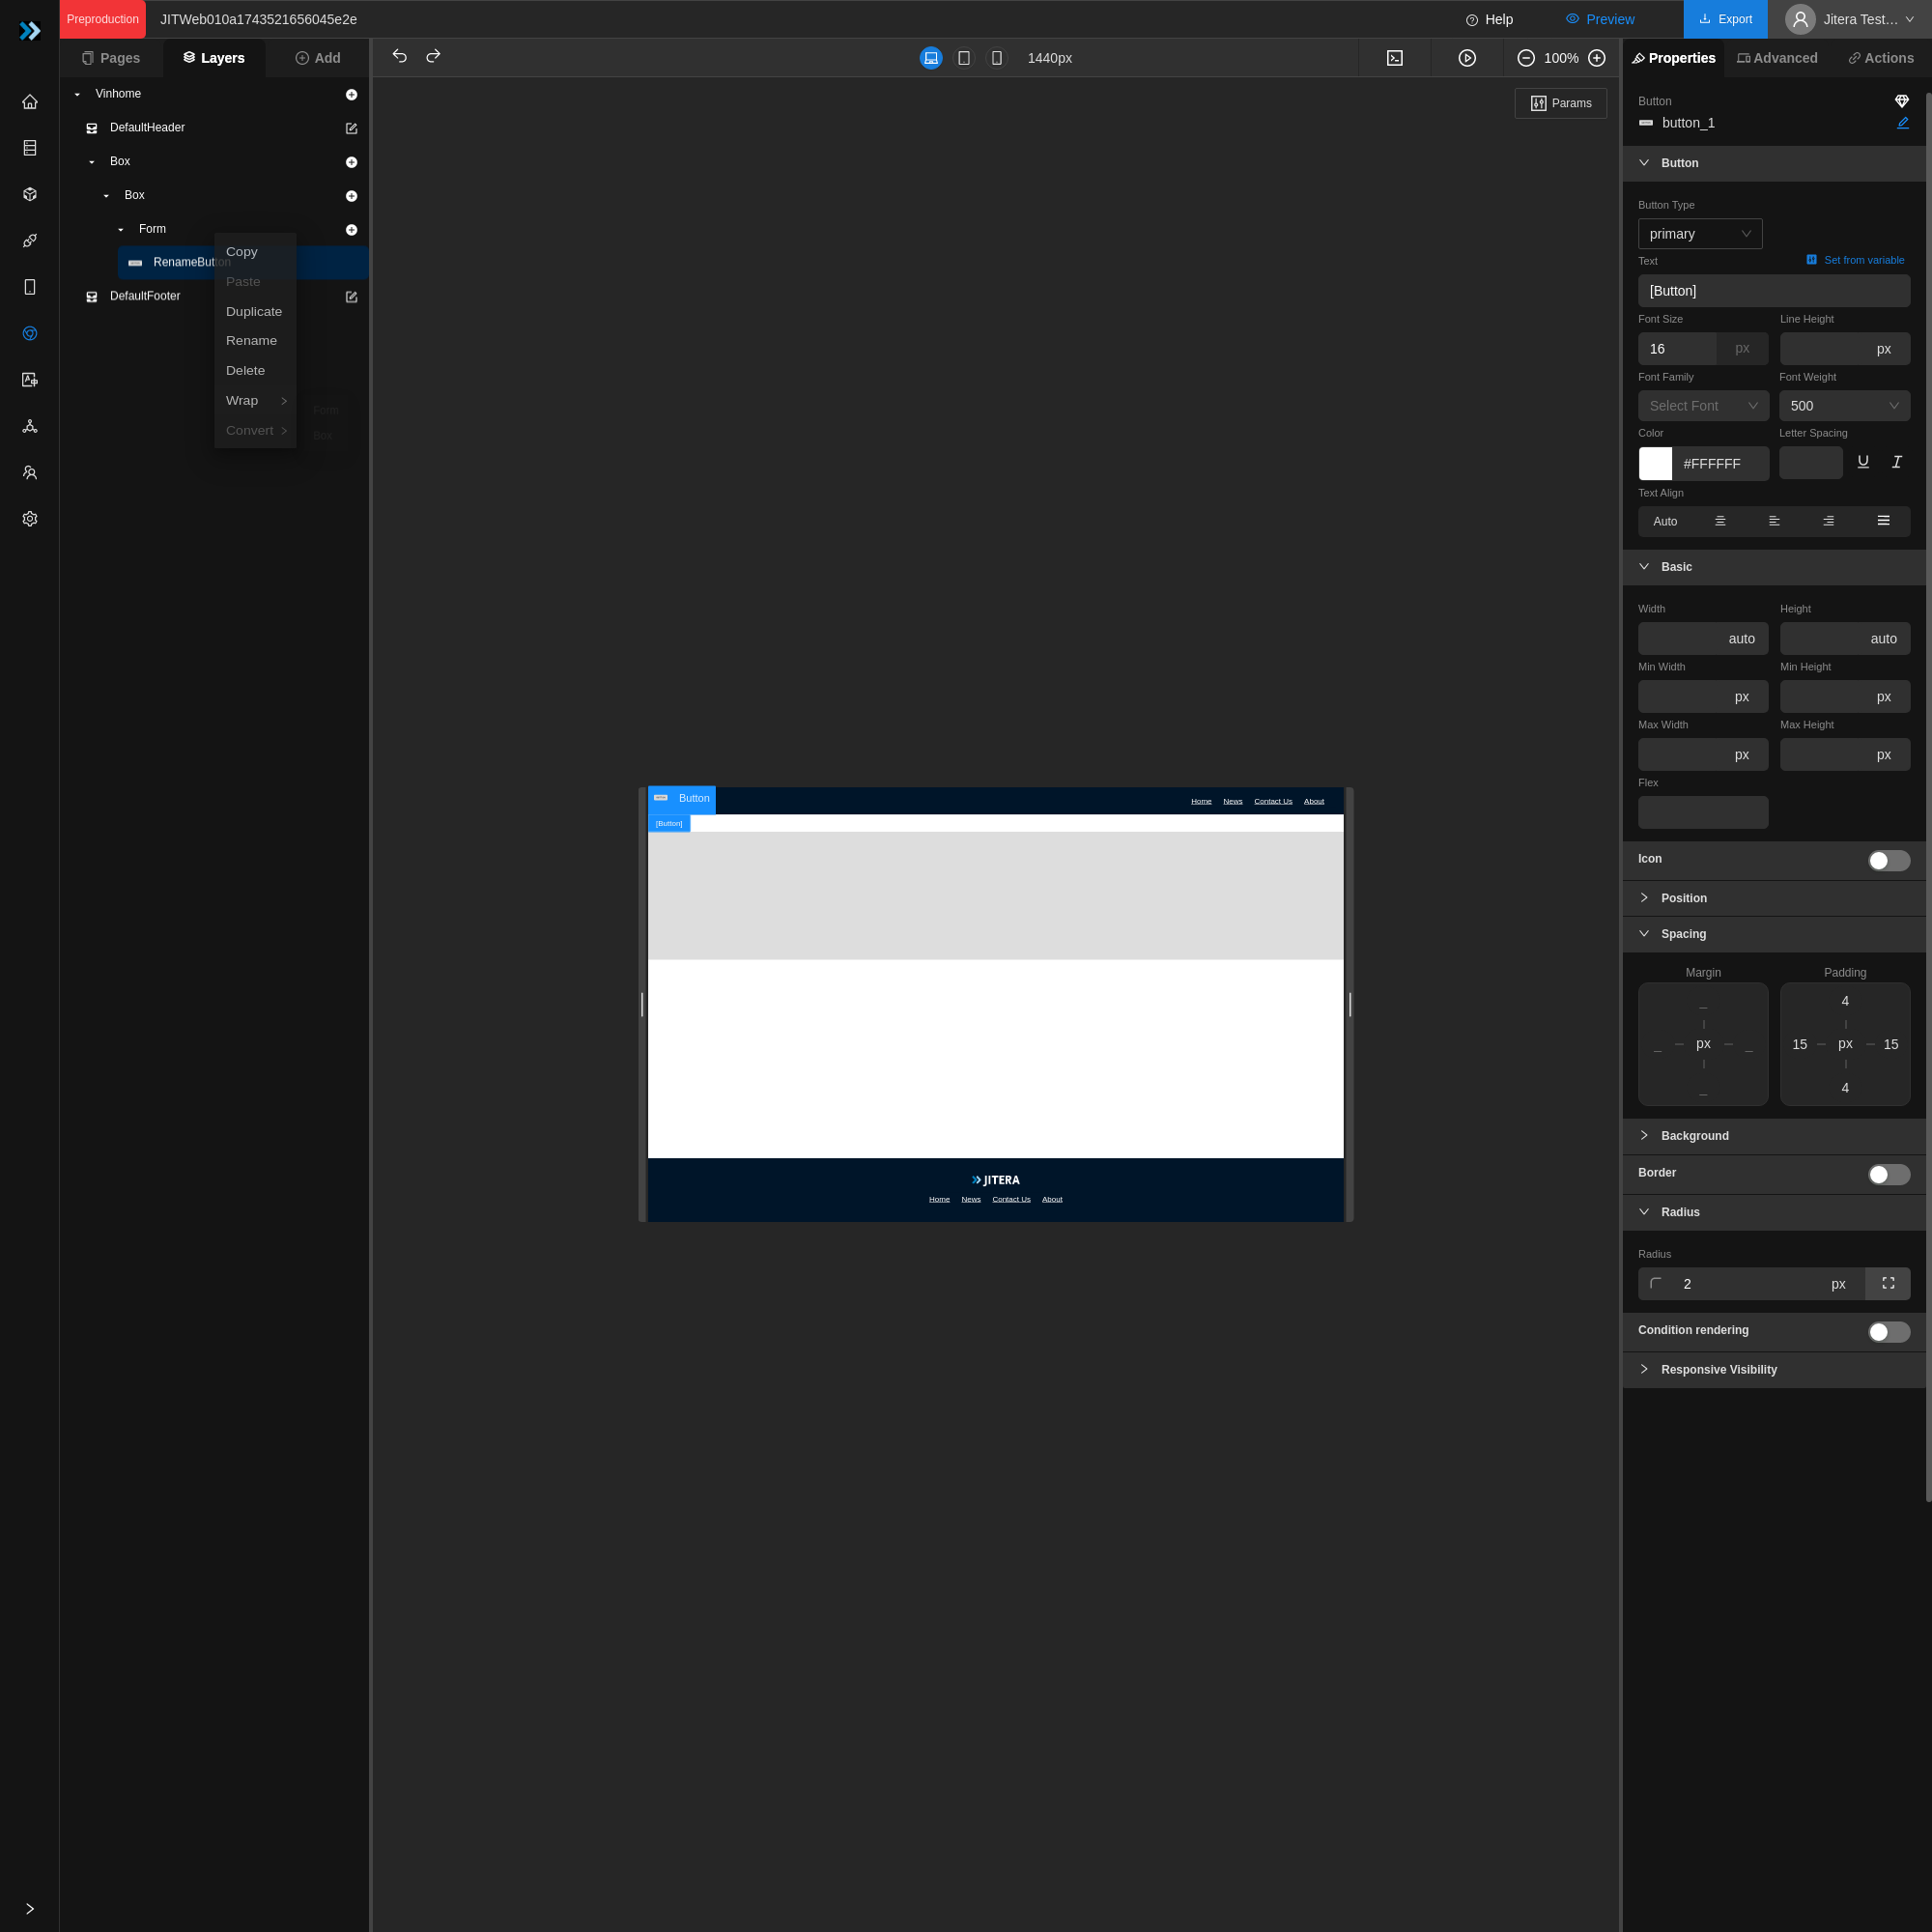 Preproduction
JITWeb010a1743521656045e2e
Help
Preview
Export
Jitera Test…
Pages
Layers
Add
1440px
100%
Properties
Advanced
Actions
Vinhome
DefaultHeader
Box
Box
Form
RenameButton
DefaultFooter
Copy
Paste
Duplicate
Rename
Delete
Wrap
Convert
Form
Box
Params
Button
Home News Contact Us About
[Button]
JITERA
Home News Contact Us About
Button
button_1
Button
Button Type
primary
Text
Set from variable
[Button]
Font Size
Line Height
16 px
px
Font Family
Font Weight
Select Font
500
Color
Letter Spacing
#FFFFFF
Text Align
Auto
Basic
Width
Height
auto
auto
Min Width
Min Height
px
px
Max Width
Max Height
px
px
Flex
Icon
Position
Spacing
Margin
Padding
_
4
_ px _
15 px 15
_
4
Background
Border
Radius
Radius
2 px
Condition rendering
Responsive Visibility